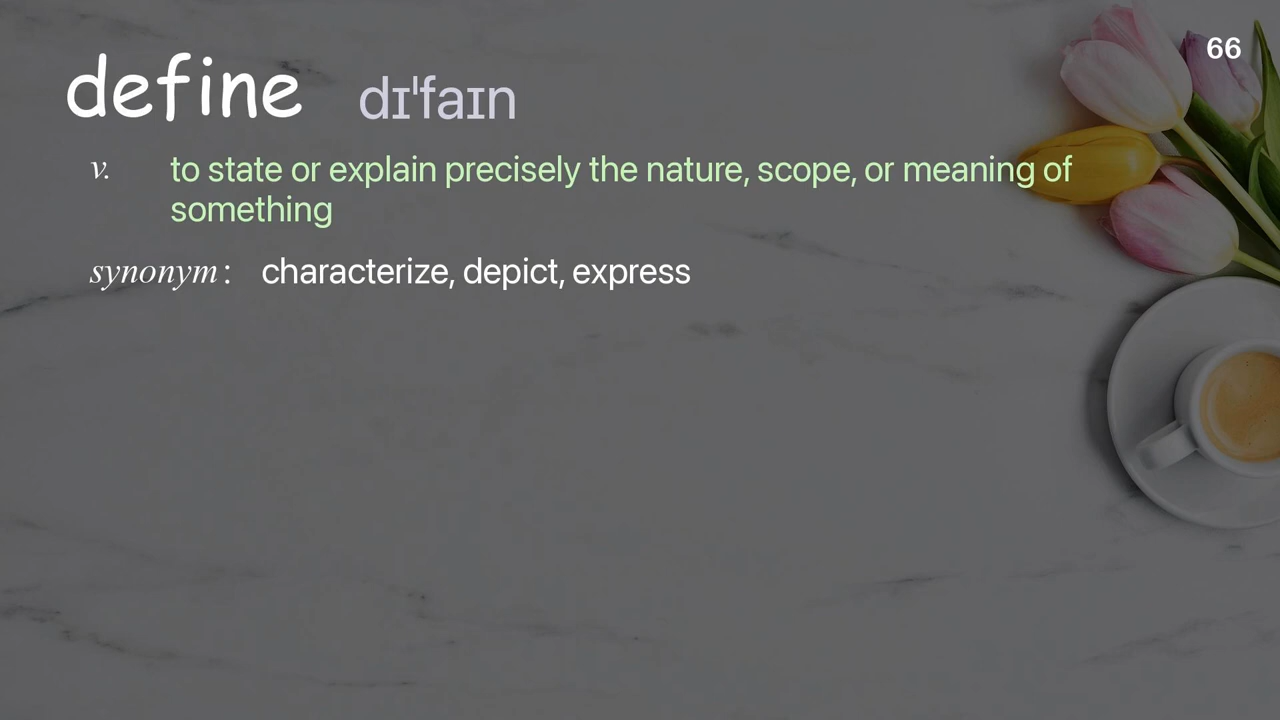 66
define dɪˈfaɪn
v. to state or explain precisely the nature, scope, or meaning of
something
synonym: characterize, depict, express